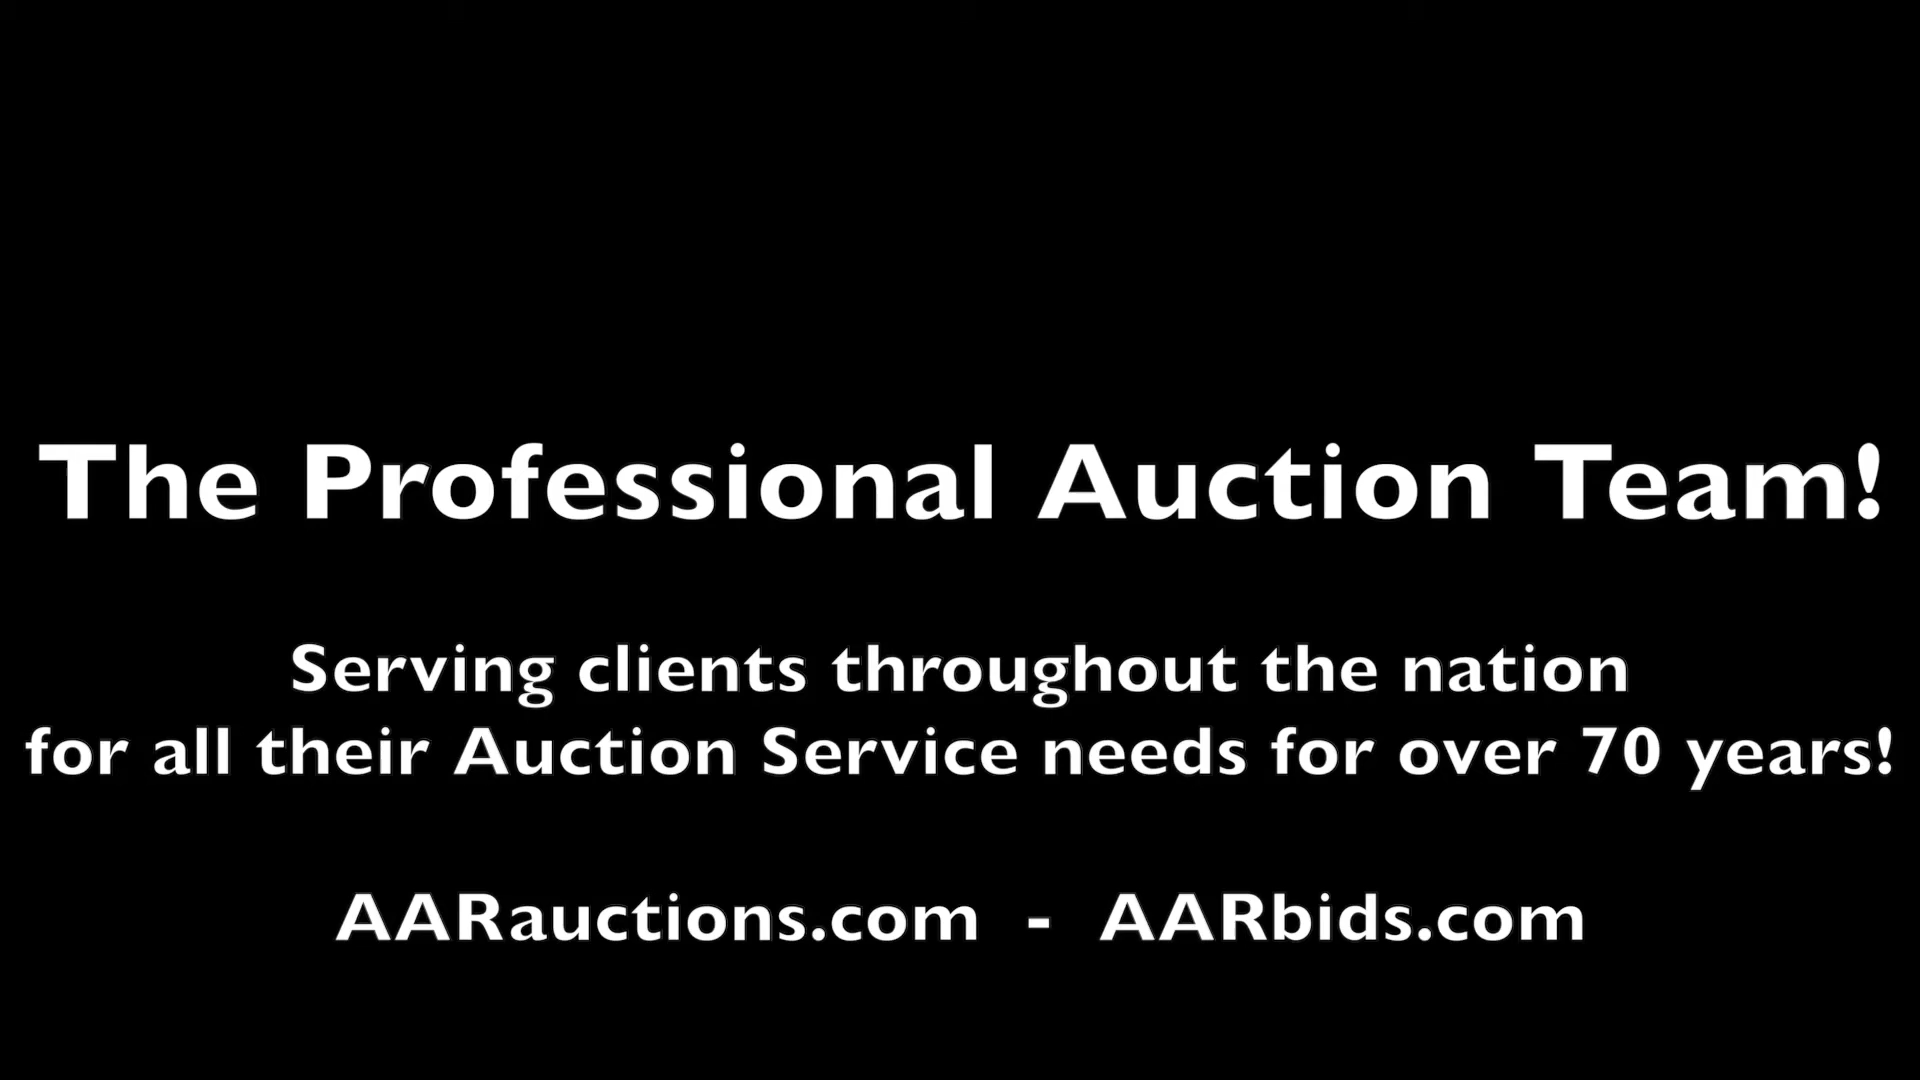 The Professional Auction Team!
Serving clients throughout the nation
for all their Auction Service needs for over 70 years!
AARauctions.com - AARbids.com